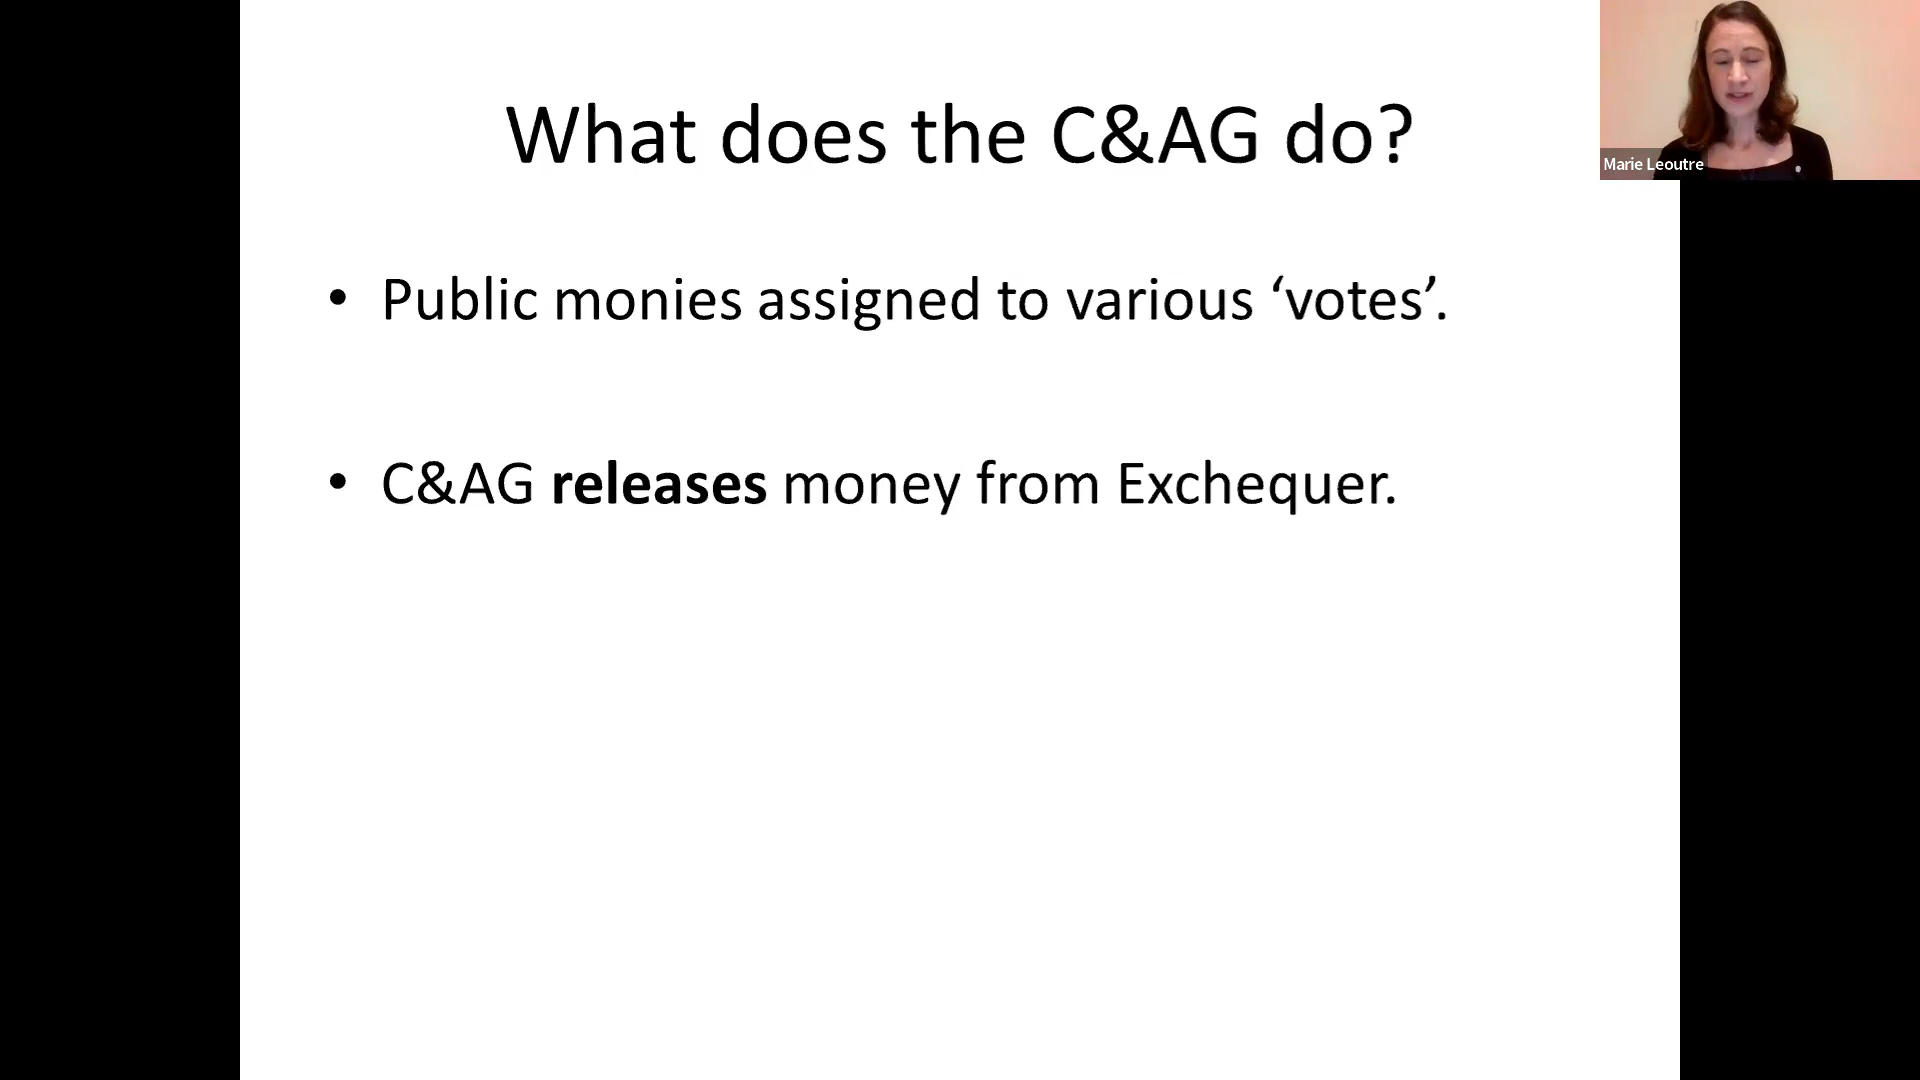 What does the C&AG do?
Marie Leoutre
• Public monies assigned to various ‘votes’.
• C&AG releases money from Exchequer.